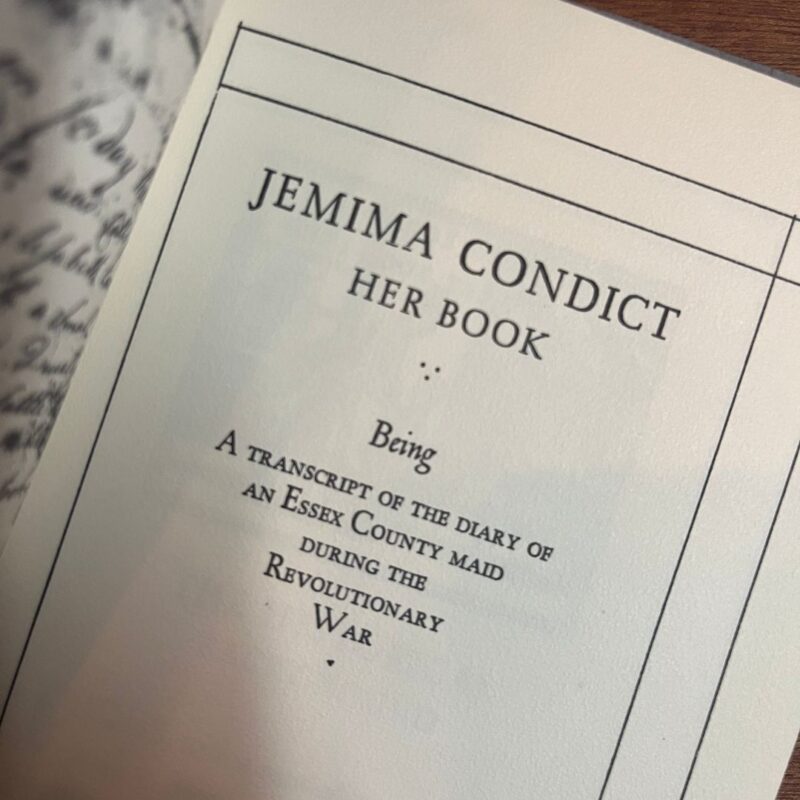 JEMIMA CONDICT
HER BOOK
Being
A TRANSCRIPT OF THE DIARY OF
AN ESSEX COUNTY MAID
DURING THE
REVOLUTIONARY
WAR